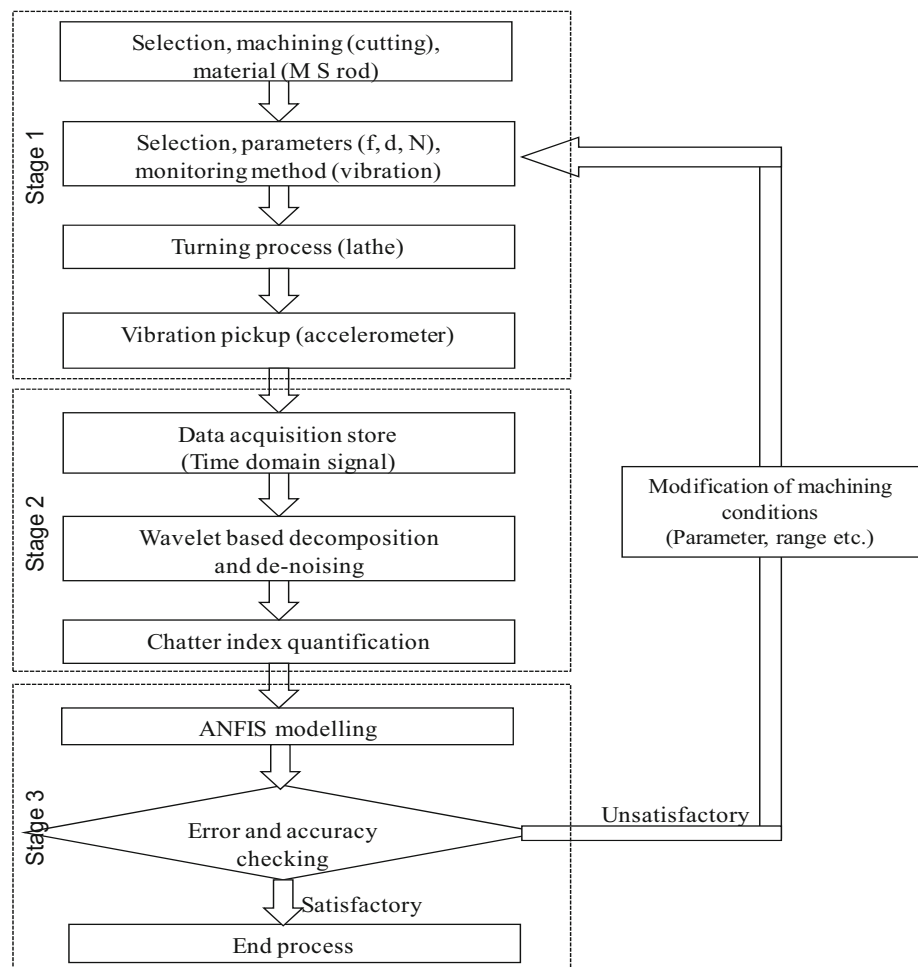 Selection, machining (cutting),
material (M S rod)
Stage 1
Selection, parameters (f, d, N),
monitoring method (vibration)
Turning process (lathe)
Vibration pickup (accelerometer)
Data acquisition store
(Time domain signal)
Stage 2
Wavelet based decomposition
and de-noising
Chatter index quantification
Modification of machining
conditions
(Parameter, range etc.)
ANFIS modelling
Stage 3
Error and accuracy
checking
Unsatisfactory
Satisfactory
End process